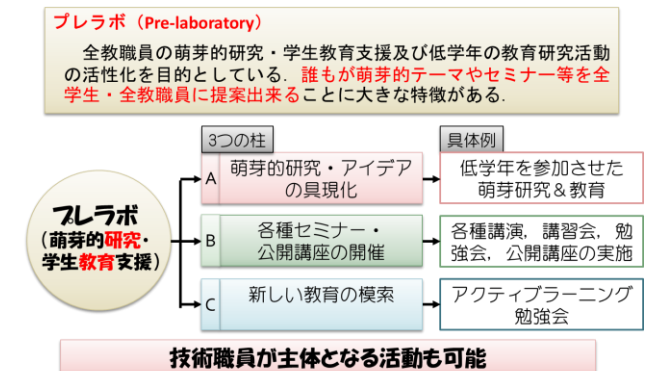 プレラボ（Pre-laboratory）
全教職員の萌芽的研究・学生教育支援及び低学年の教育研究活動
の活性化を目的としている．誰もが萌芽的テーマやセミナー等を全
学生・全教職員に提案出来ることに大きな特徴がある．
3つの柱
具体例
A
萌芽的研究・アイデア
の具現化
低学年を参加させた
萌芽研究＆教育
プレラボ
（萌芽的研究・
学生教育支援）
B
各種セミナー・
公開講座の開催
各種講演，講習会，勉
強会，公開講座の実施
C
新しい教育の模索
アクティブラーニング
勉強会
技術職員が主体となる活動も可能